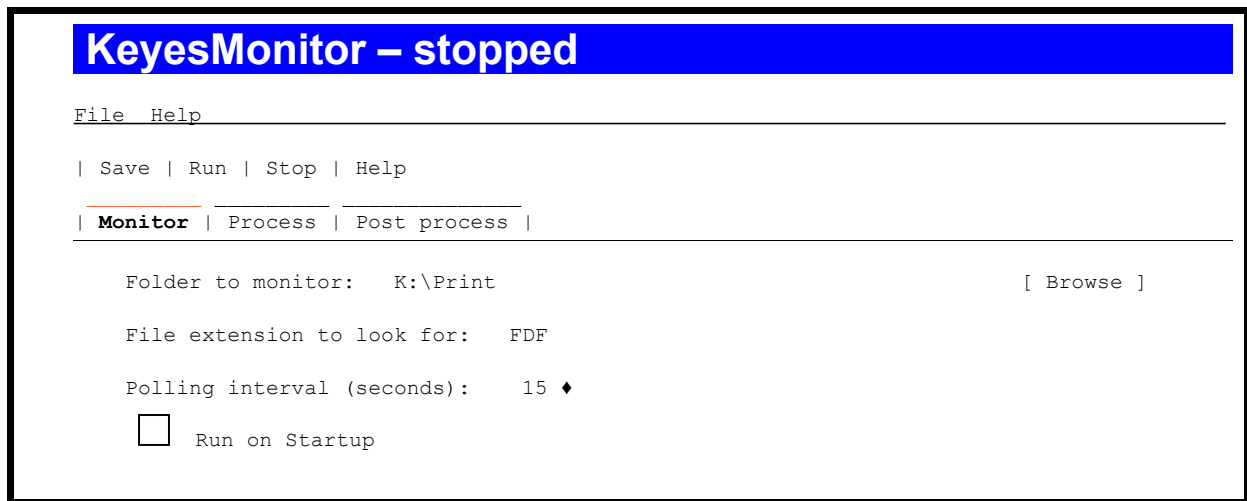 KeyesMonitor – stopped
File Help
| Save | Run | Stop | Help
| Monitor | Process | Post process |
Folder to monitor: K:\Print [ Browse ]
File extension to look for: FDF
Polling interval (seconds): 15 ♦
Run on Startup